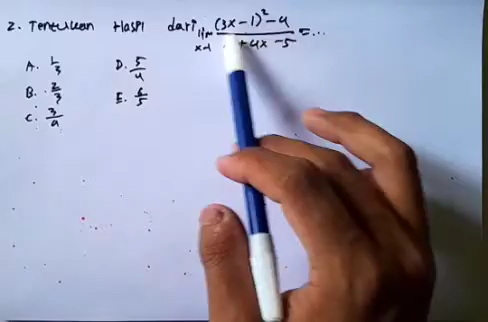 2. Tentukan Hasil dari lim x→1 (3x-1)²-4 / +4x-5 = ...
A. 1/3
B. 2/3
C. 3/4
D. 5/4
E. 6/5